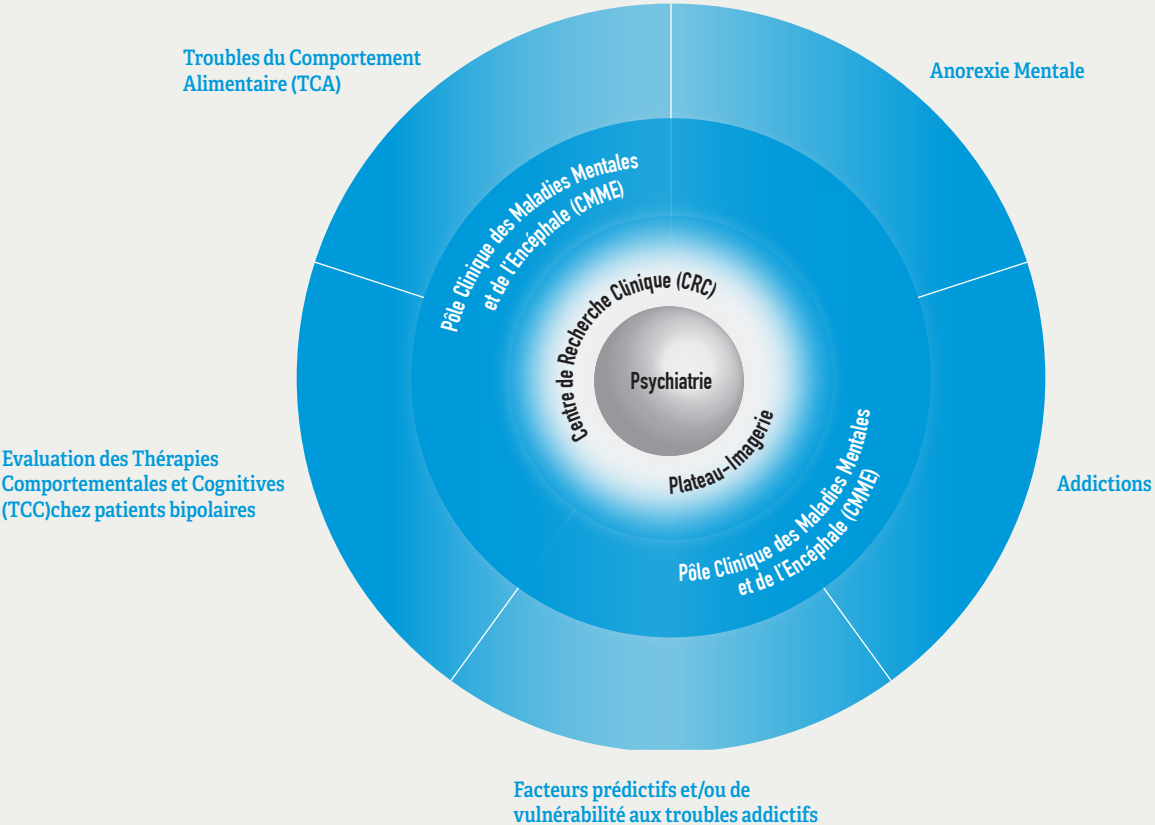 Troubles du Comportement
Alimentaire (TCA)
Anorexie Mentale
Pôle Clinique des Maladies Mentales
et de l'Encéphale (CMME)
Centre de Recherche Clinique (CRC)
Psychiatrie
Plateau-Imagerie
Pôle Clinique des Maladies Mentales
et de l'Encéphale (CMME)
Evaluation des Thérapies
Comportementales et Cognitives
(TCC)chez patients bipolaires
Addictions
Facteurs prédictifs et/ou de
vulnérabilité aux troubles addictifs